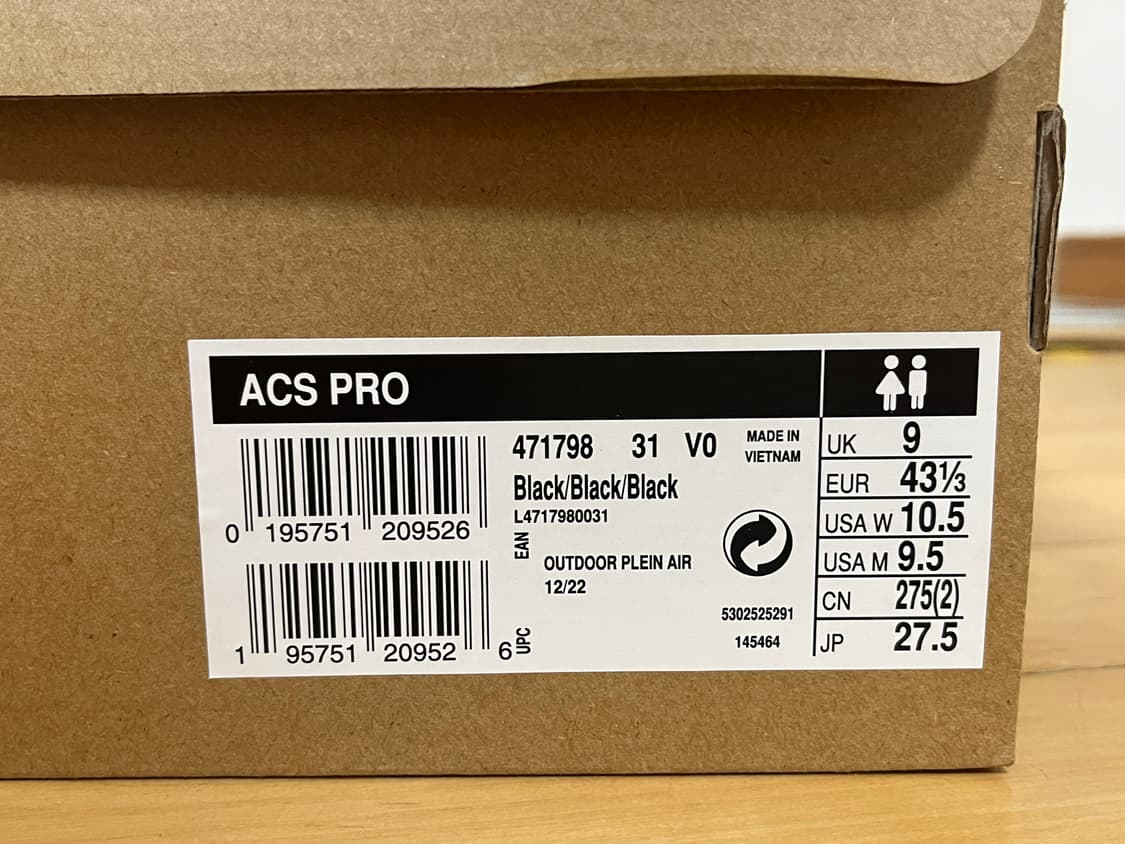 ACS PRO
0 195751 209526
EAN
1 95751 20952 6
UPC
471798 31 V0
Black/Black/Black
L4717980031
OUTDOOR PLEIN AIR
12/22
MADE IN
VIETNAM
5302525291
145464
UK 9
EUR 43⅓
USA W 10.5
USA M 9.5
CN 275(2)
JP 27.5